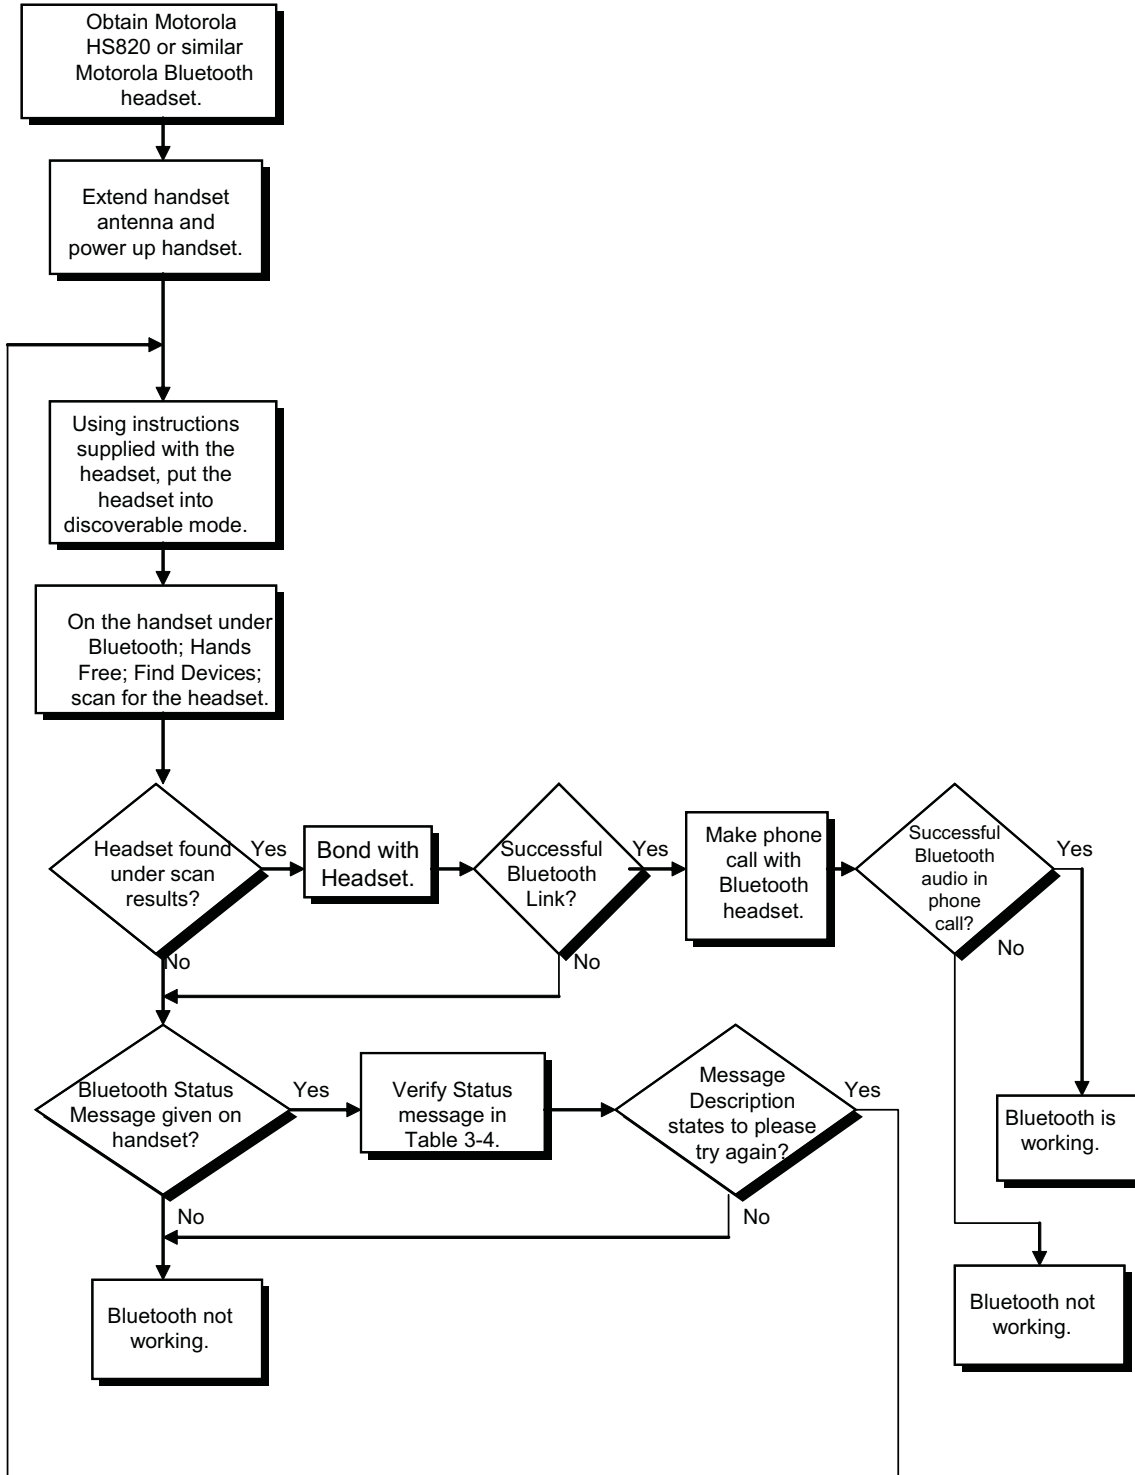 Obtain Motorola
HS820 or similar
Motorola Bluetooth
headset.
Extend handset
antenna and
power up handset.
Using instructions
supplied with the
headset, put the
headset into
discoverable mode.
On the handset under
Bluetooth; Hands
Free; Find Devices;
scan for the headset.
Headset found
under scan
results?
Yes
No
Bond with
Headset.
Successful
Bluetooth
Link?
Yes
No
Make phone
call with
Bluetooth
headset.
Successful
Bluetooth
audio in
phone
call?
Yes
No
Bluetooth Status
Message given on
handset?
Yes
No
Verify Status
message in
Table 3-4.
Message
Description
states to please
try again?
Yes
No
Bluetooth is
working.
Bluetooth not
working.
Bluetooth not
working.